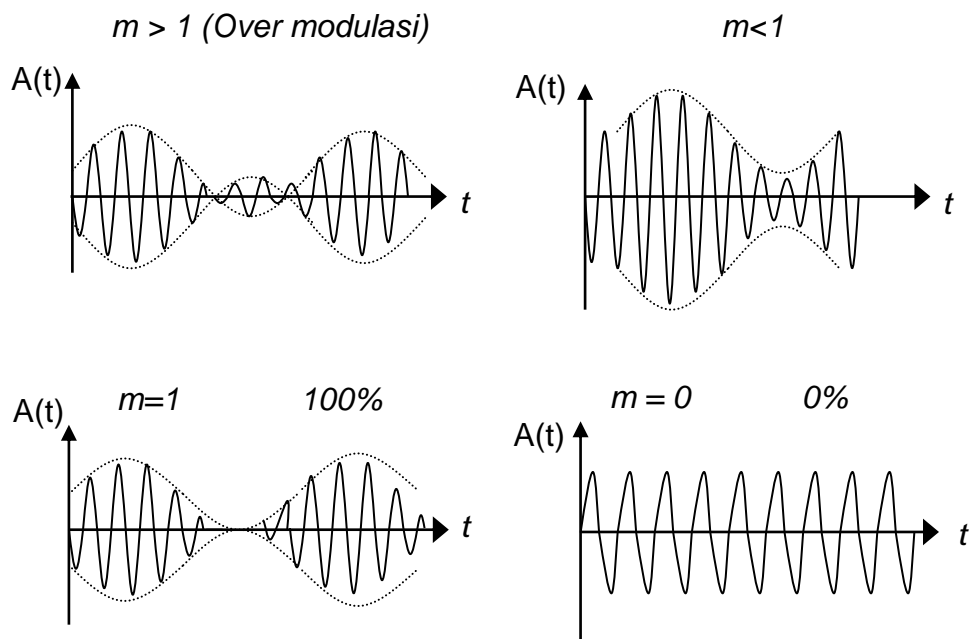 m > 1 (Over modulasi)
m<1
A(t)
t
A(t)
t
m=1 100%
m = 0 0%
A(t)
t
A(t)
t